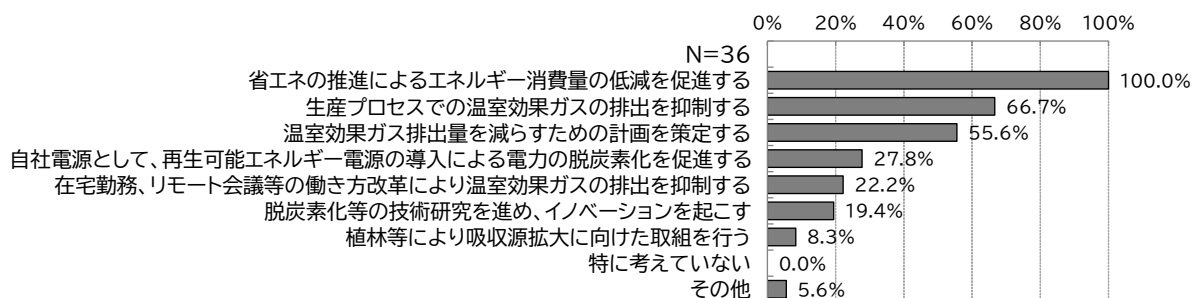 0% 20% 40% 60% 80% 100%
N=36
省エネの推進によるエネルギー消費量の低減を促進する 100.0%
生産プロセスでの温室効果ガスの排出を抑制する 66.7%
温室効果ガス排出量を減らすための計画を策定する 55.6%
自社電源として、再生可能エネルギー電源の導入による電力の脱炭素化を促進する 27.8%
在宅勤務、リモート会議等の働き方改革により温室効果ガスの排出を抑制する 22.2%
脱炭素化等の技術研究を進め、イノベーションを起こす 19.4%
植林等により吸収源拡大に向けた取組を行う 8.3%
特に考えていない 0.0%
その他 5.6%